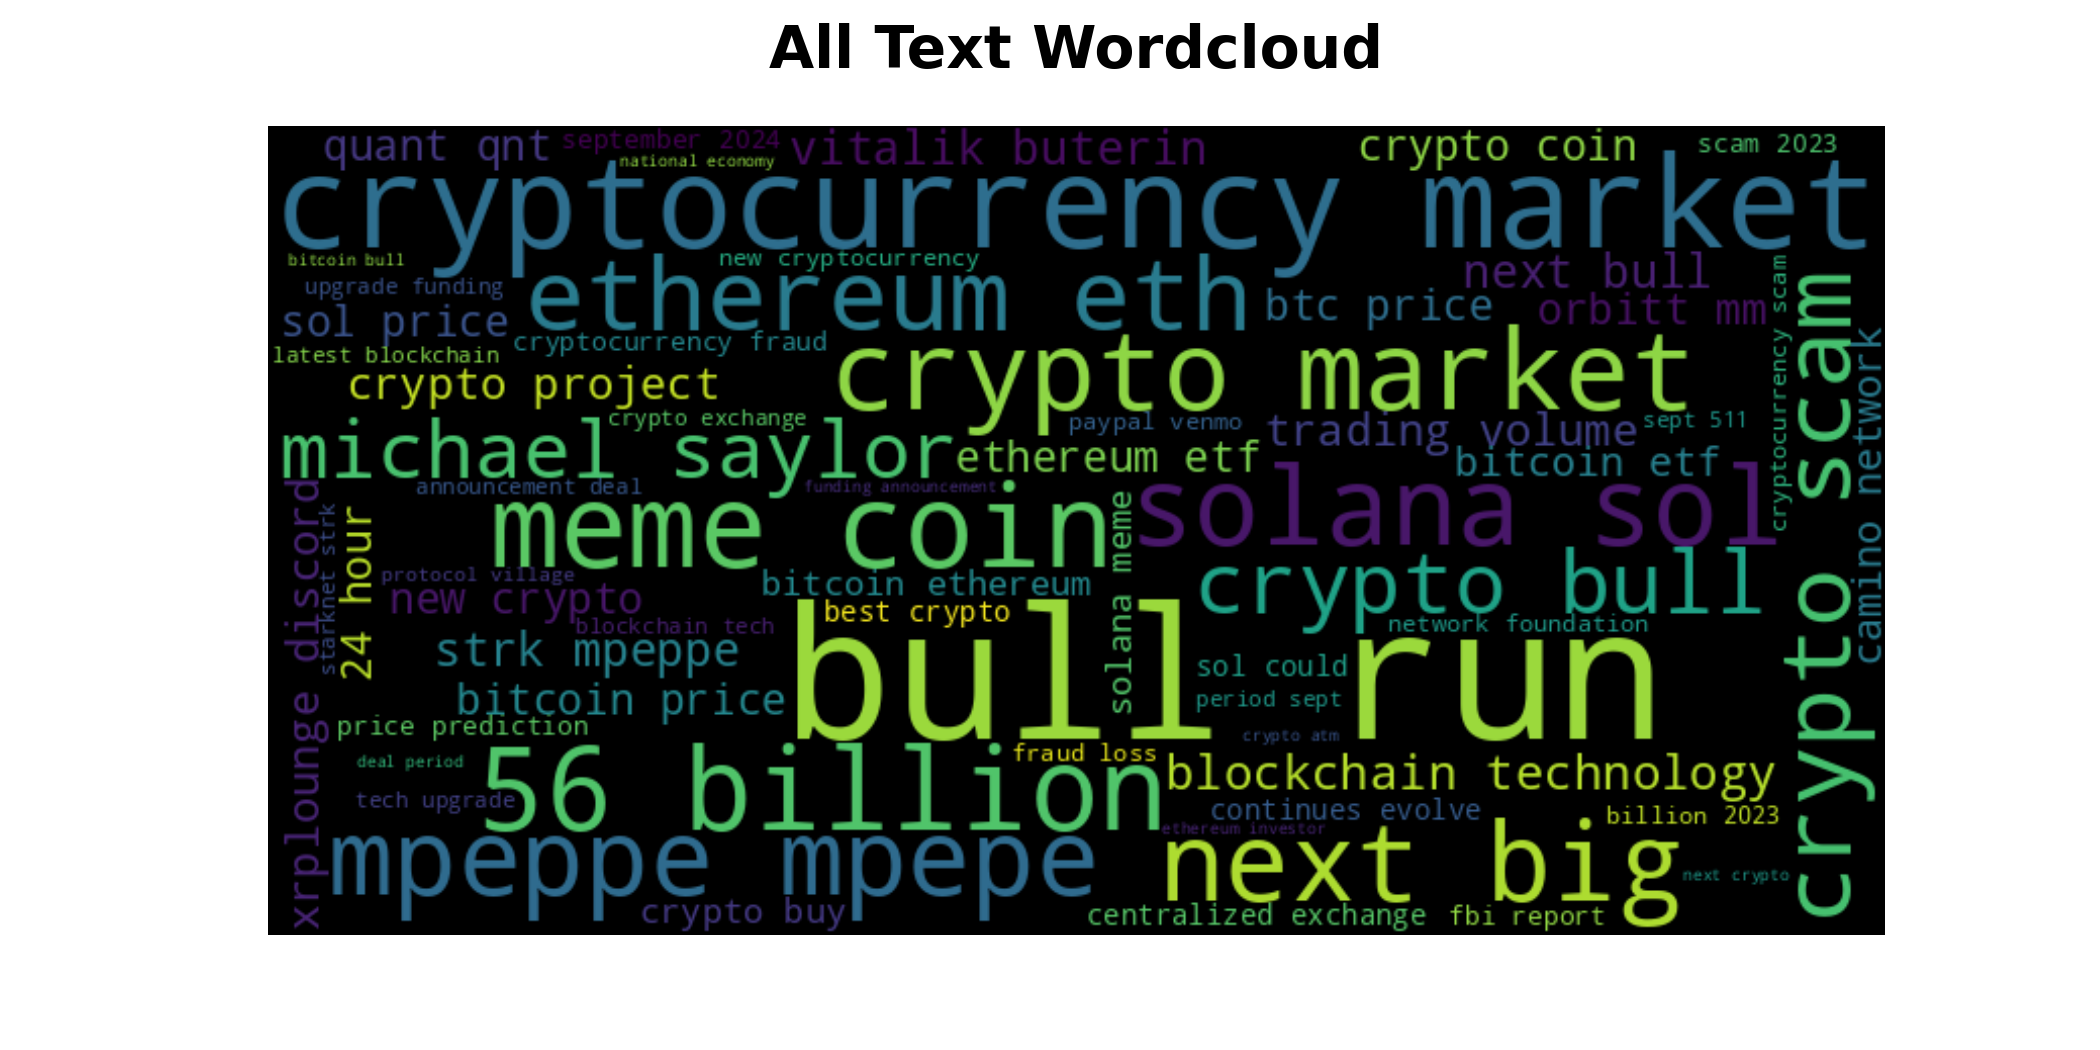 All Text Wordcloud
quant qnt
september 2024
vitalik buterin
crypto coin
scam 2023
national economy
cryptocurrency market
bitcoin bull
new cryptocurrency
next bull
upgrade funding
ethereum eth
btc price
orbitt mm
sol price
cryptocurrency fraud
latest blockchain
crypto project
crypto market
cryptocurrency scam
crypto scam
camino network
crypto exchange
paypal venmo
trading volume
sept 511
michael saylor
ethereum etf
bitcoin etf
announcement deal
funding announcement
xrplounge discord
starknet strk
24 hour
meme coin
solana meme
solana sol
protocol village
new crypto
bitcoin ethereum
crypto bull
blockchain tech
best crypto
network foundation
strk mpeppe
bull run
sol could
bitcoin price
period sept
price prediction
crypto atm
deal period
56 billion
fraud loss
blockchain technology
tech upgrade
continues evolve
billion 2023
ethereum investor
mpeppe mpepe
next big
next crypto
crypto buy
centralized exchange
fbi report